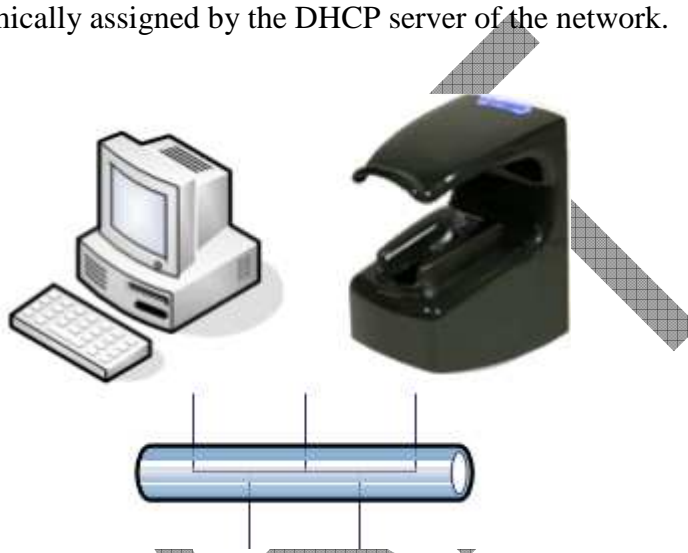 nically assigned by the DHCP server of the network.